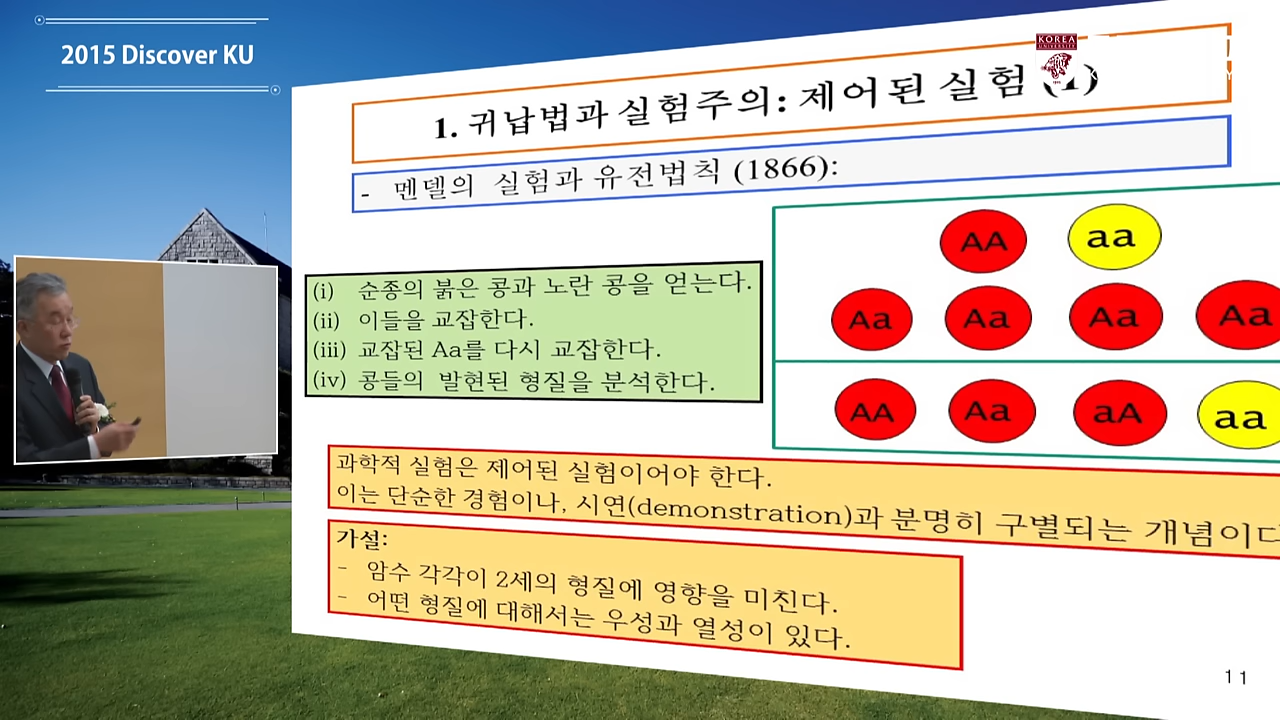 2015 Discover KU
KOREA
UNIVERSITY
1. 귀납법과 실험주의: 제어된 실험 (1)
- 멘델의 실험과 유전법칙 (1866):
AA aa
Aa Aa Aa Aa
AA Aa aA aa
(i) 순종의 붉은 콩과 노란 콩을 얻는다.
(ii) 이들을 교잡한다.
(iii) 교잡된 Aa를 다시 교잡한다.
(iv) 콩들의 발현된 형질을 분석한다.
과학적 실험은 제어된 실험이어야 한다.
이는 단순한 경험이나, 시연(demonstration)과 분명히 구별되는 개념이다
가설:
- 암수 각각이 2세의 형질에 영향을 미친다.
- 어떤 형질에 대해서는 우성과 열성이 있다.
11